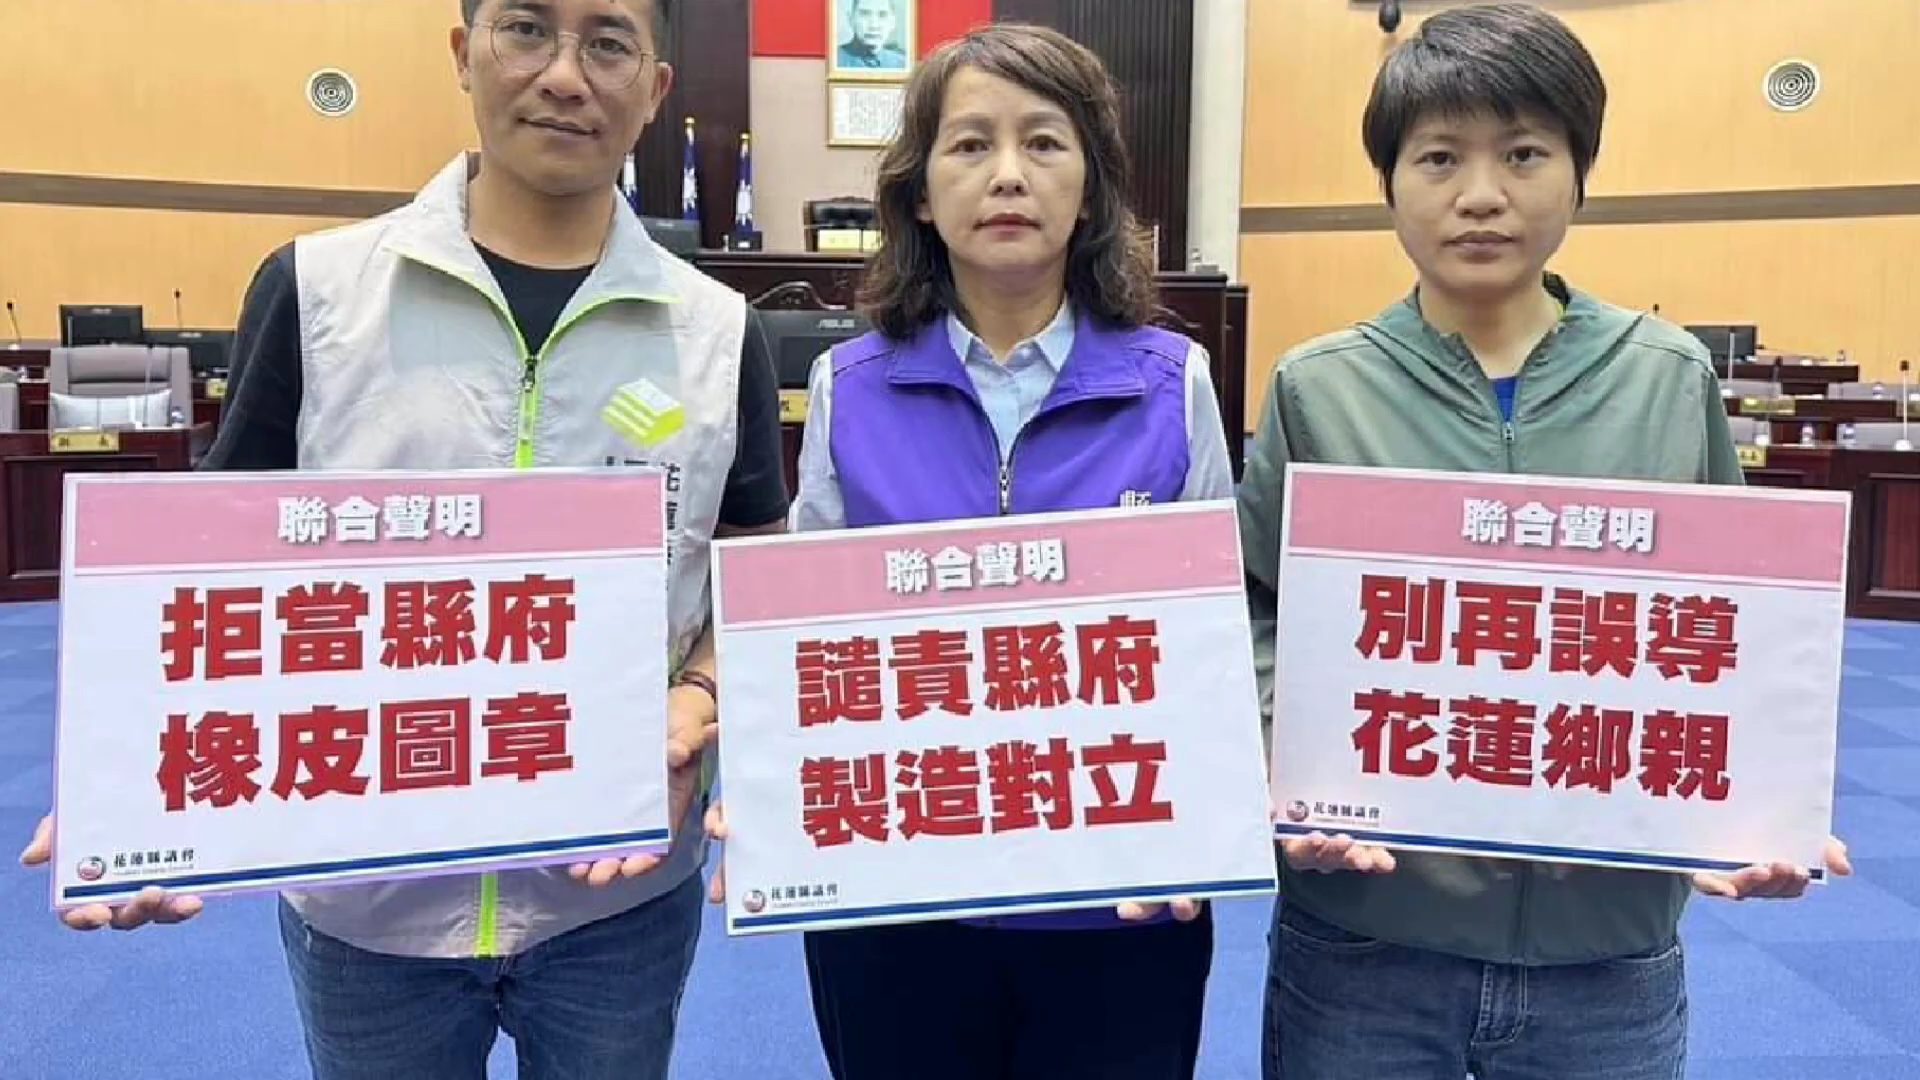 聯合聲明
拒當縣府
橡皮圖章
花蓮縣議會
聯合聲明
譴責縣府
製造對立
花蓮縣議會
聯合聲明
別再誤導
花蓮鄉親
花蓮縣議會
縣
ASUS